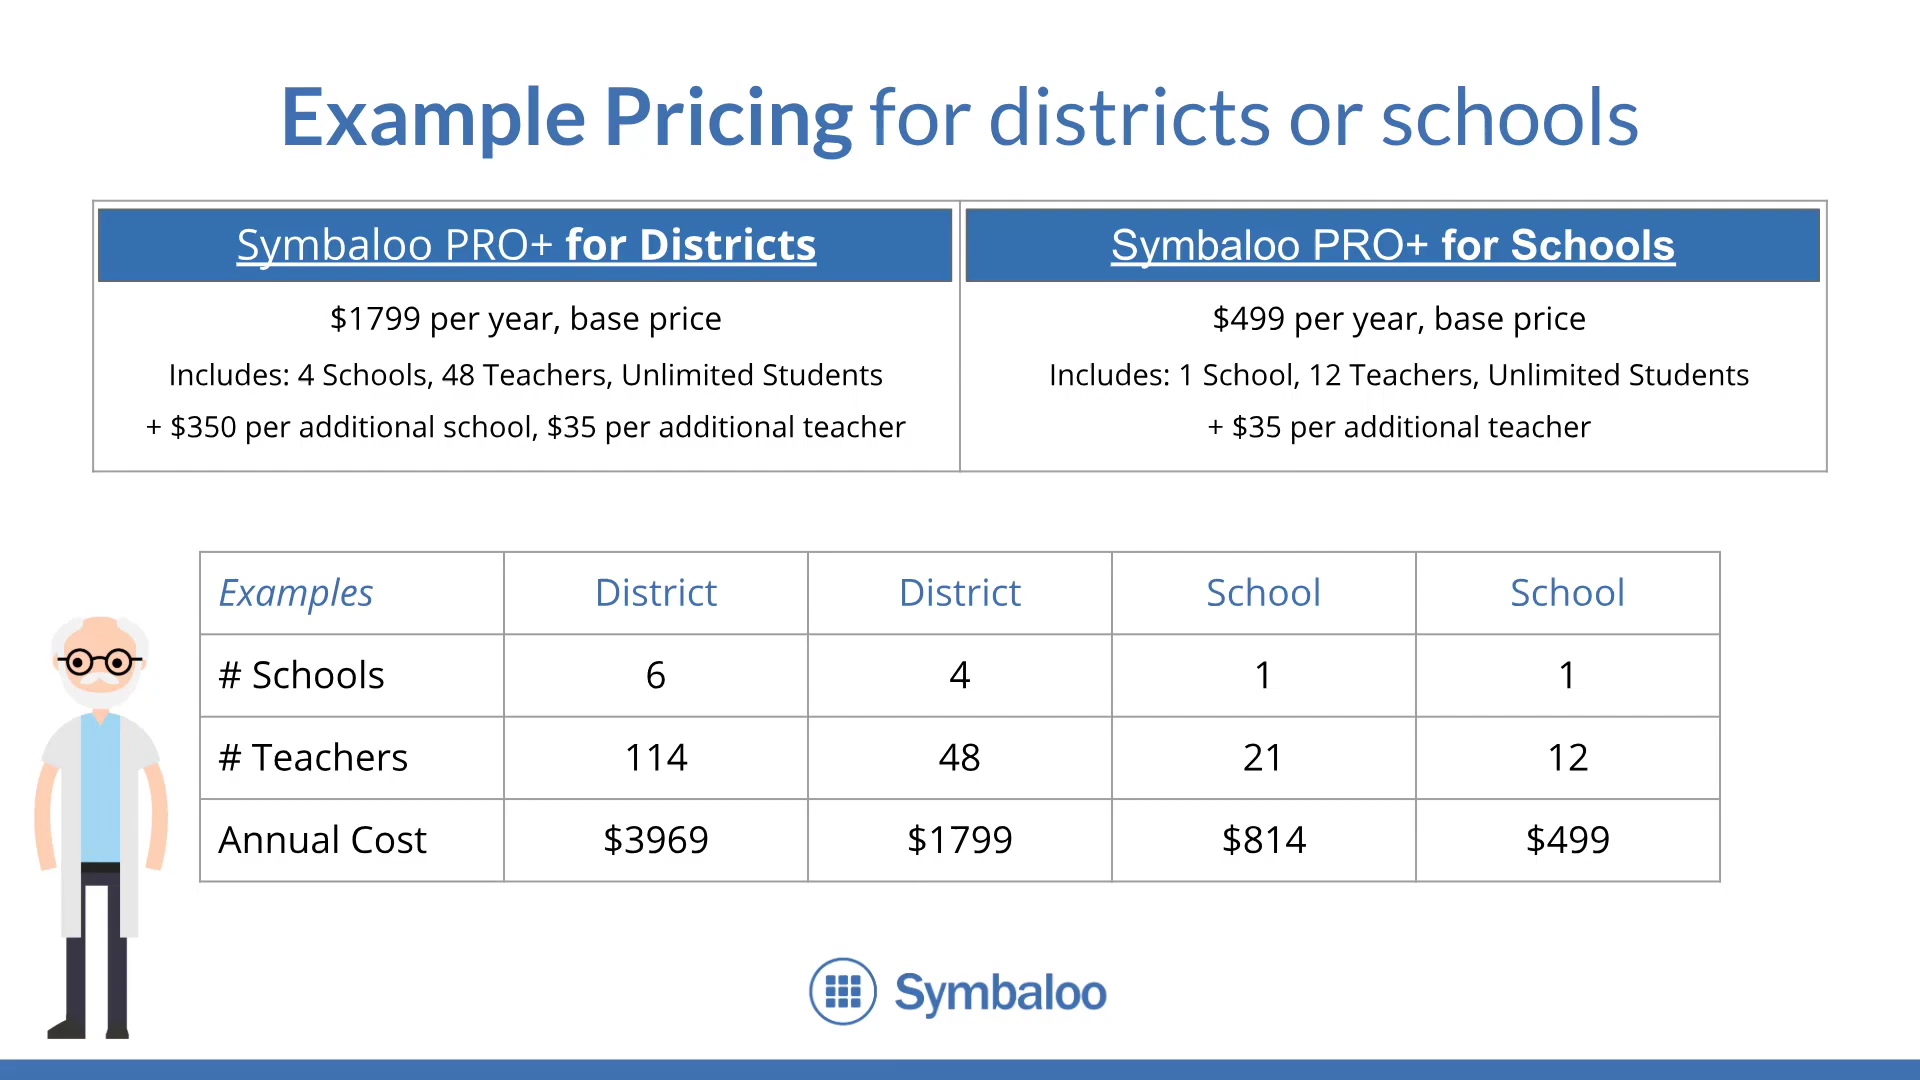 Example Pricing for districts or schools
Symbaloo PRO+ for Districts
$1799 per year, base price
Includes: 4 Schools, 48 Teachers, Unlimited Students
+ $350 per additional school, $35 per additional teacher
Symbaloo PRO+ for Schools
$499 per year, base price
Includes: 1 School, 12 Teachers, Unlimited Students
+ $35 per additional teacher
Examples District District School School
# Schools 6 4 1 1
# Teachers 114 48 21 12
Annual Cost $3969 $1799 $814 $499
Symbaloo